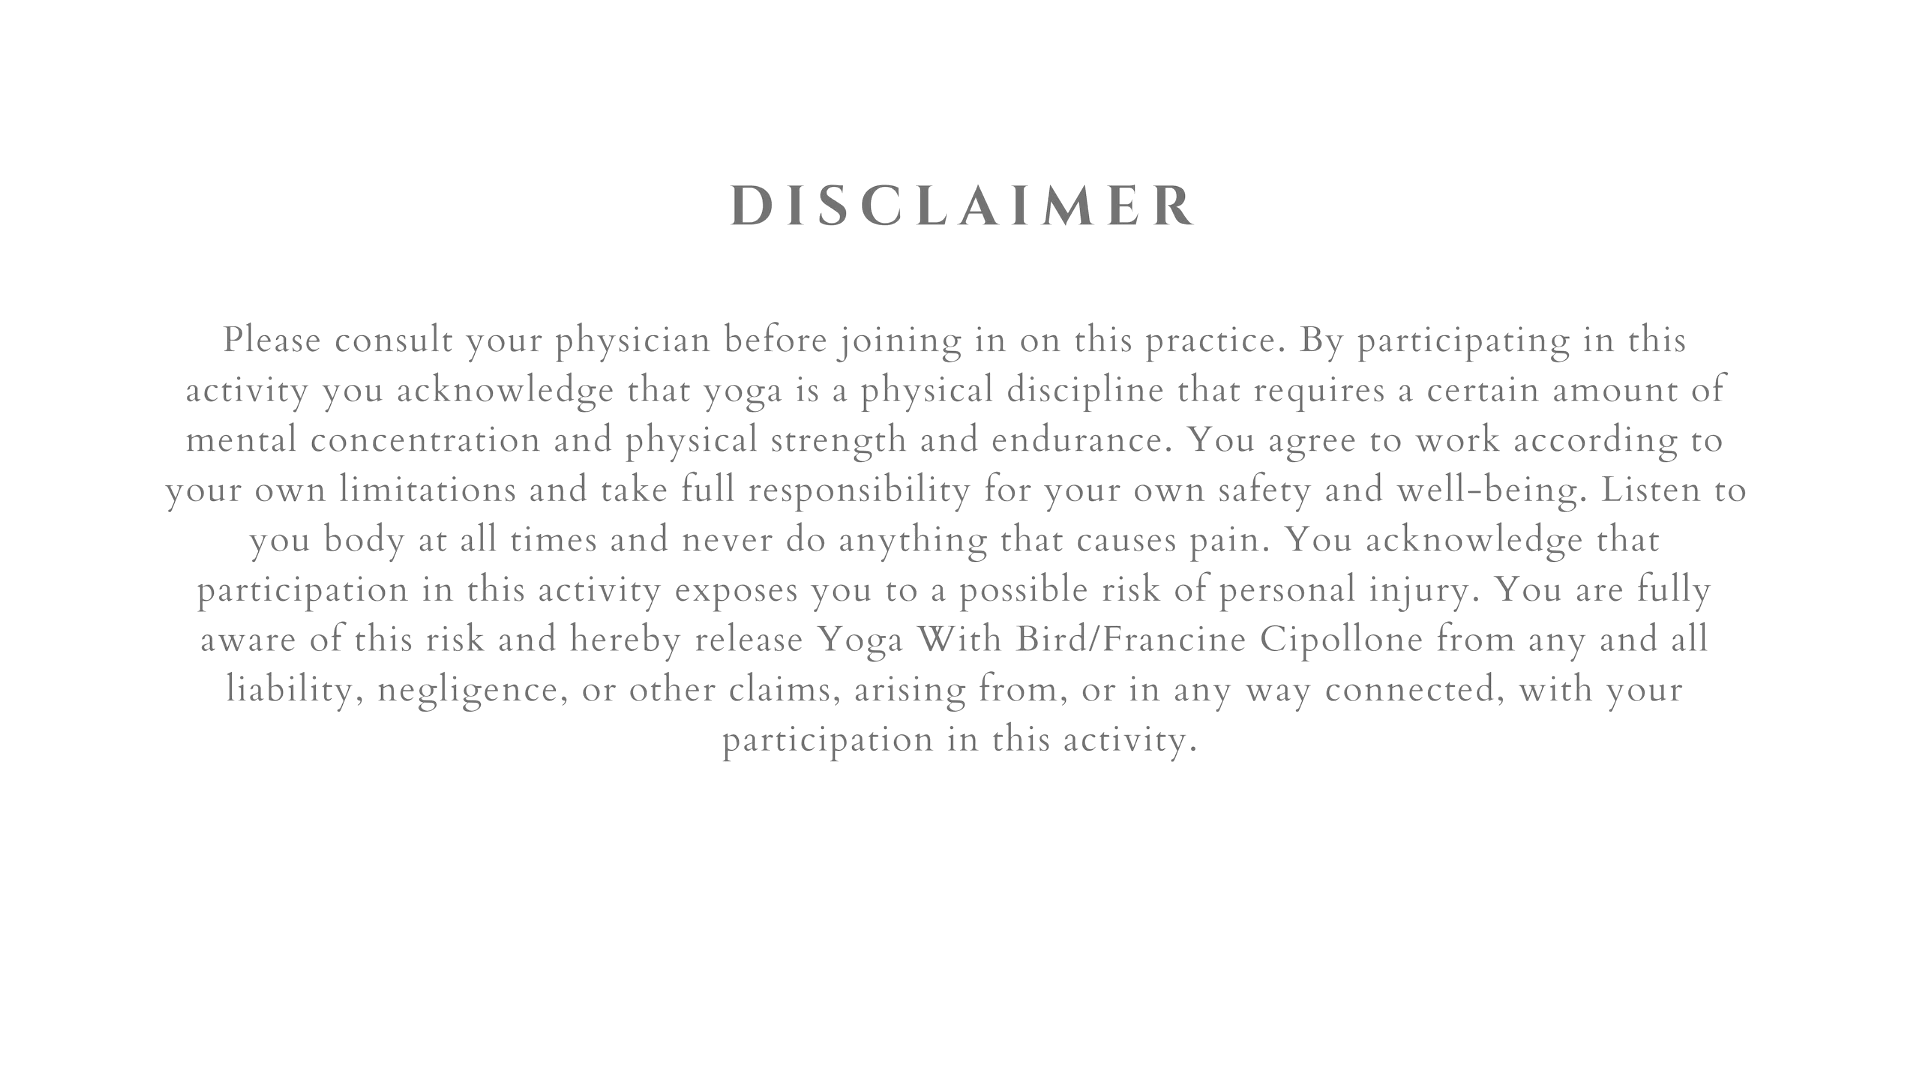 DISCLAIMER
Please consult your physician before joining in on this practice. By participating in this
activity you acknowledge that yoga is a physical discipline that requires a certain amount of
mental concentration and physical strength and endurance. You agree to work according to
your own limitations and take full responsibility for your own safety and well-being. Listen to
you body at all times and never do anything that causes pain. You acknowledge that
participation in this activity exposes you to a possible risk of personal injury. You are fully
aware of this risk and hereby release Yoga With Bird/Francine Cipollone from any and all
liability, negligence, or other claims, arising from, or in any way connected, with your
participation in this activity.